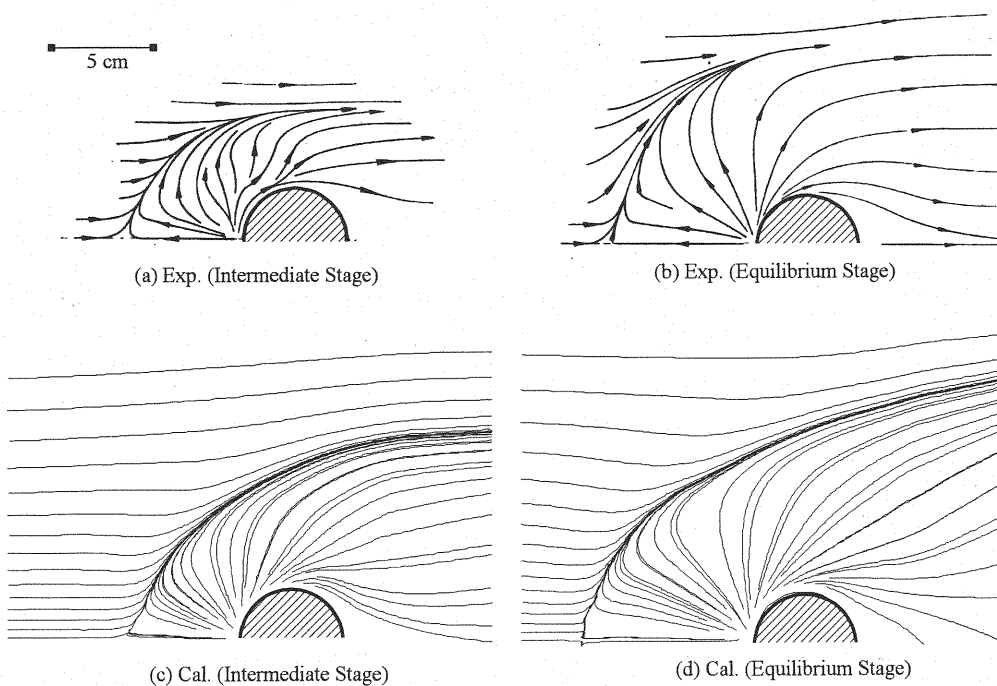 5 cm
(a) Exp. (Intermediate Stage)
(b) Exp. (Equilibrium Stage)
(c) Cal. (Intermediate Stage)
(d) Cal. (Equilibrium Stage)